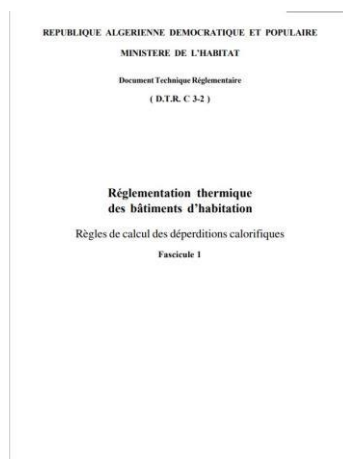 REPUBLIQUE ALGERIENNE DEMOCRATIQUE ET POPULAIRE
MINISTERE DE L'HABITAT
Document Technique Réglementaire
( D.T.R. C 3-2 )
Réglementation thermique
des bâtiments d'habitation
Règles de calcul des déperditions calorifiques
Fascicule 1